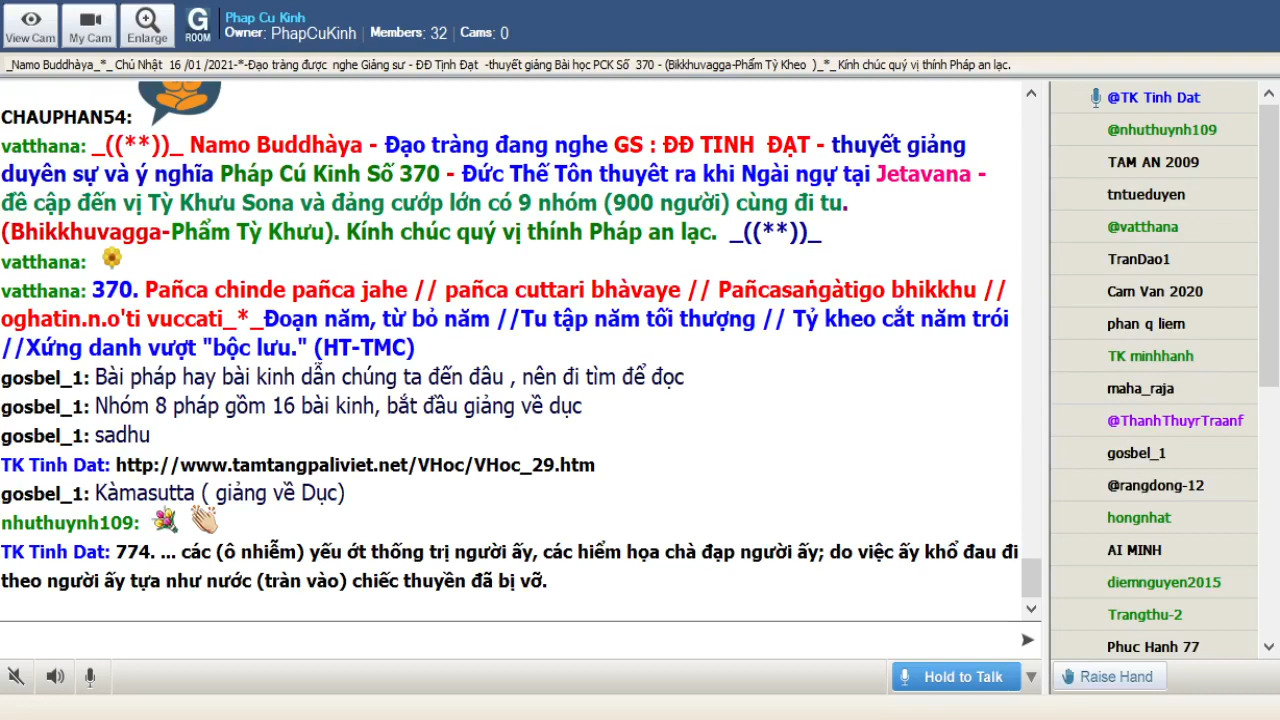 View Cam
My Cam
Enlarge
G
ROOM
Phap Cu Kinh
Owner: PhapCuKinh | Members: 32 | Cams: 0
_Namo Buddhàya_*_ Chủ Nhật 16 /01 /2021-*-Đạo tràng được nghe Giảng sư - ĐĐ Tịnh Đạt -thuyết giảng Bài học PCK Số 370 - (Bikkhuvagga-Phẩm Tỳ Kheo )_*_ Kính chúc quý vị thính Pháp an lạc.
CHAUPHAN54:
vatthana: _((**))_ Namo Buddhàya - Đạo tràng đang nghe GS : ĐĐ TINH ĐẠT - thuyết giảng
duyên sự và ý nghĩa Pháp Cú Kinh Số 370 - Đức Thế Tôn thuyêt ra khi Ngài ngự tại Jetavana -
đề cập đến vị Tỳ Khưu Sona và đảng cướp lớn có 9 nhóm (900 người) cùng đi tu.
(Bhikkhuvagga-Phẩm Tỳ Khưu). Kính chúc quý vị thính Pháp an lạc. _((**))_
vatthana:
vatthana: 370. Pañca chinde pañca jahe // pañca cuttari bhàvaye // Pañcasaṅgàtigo bhikkhu //
oghatin.n.o'ti vuccati_*_Đoạn năm, từ bỏ năm //Tu tập năm tối thượng // Tỷ kheo cắt năm trói
//Xứng danh vượt "bộc lưu." (HT-TMC)
gosbel_1: Bài pháp hay bài kinh dẫn chúng ta đến đâu , nên đi tìm để đọc
gosbel_1: Nhóm 8 pháp gồm 16 bài kinh, bắt đầu giảng về dục
gosbel_1: sadhu
TK Tinh Dat: http://www.tamtangpaliviet.net/VHoc/VHoc_29.htm
gosbel_1: Kàmasutta ( giảng về Dục)
nhuthuynh109:
TK Tinh Dat: 774. ... các (ô nhiễm) yếu ớt thống trị người ấy, các hiểm họa chà đạp người ấy; do việc ấy khổ đau đi
theo người ấy tựa như nước (tràn vào) chiếc thuyền đã bị vỡ.
@TK Tinh Dat
@nhuthuynh109
TAM AN 2009
tntueduyen
@vatthana
TranDao1
Cam Van 2020
phan q liem
TK minhhanh
maha_raja
@ThanhThuyrTraanf
gosbel_1
@rangdong-12
hongnhat
AI MINH
diemnguyen2015
Trangthu-2
Phuc Hanh 77
Hold to Talk
Raise Hand